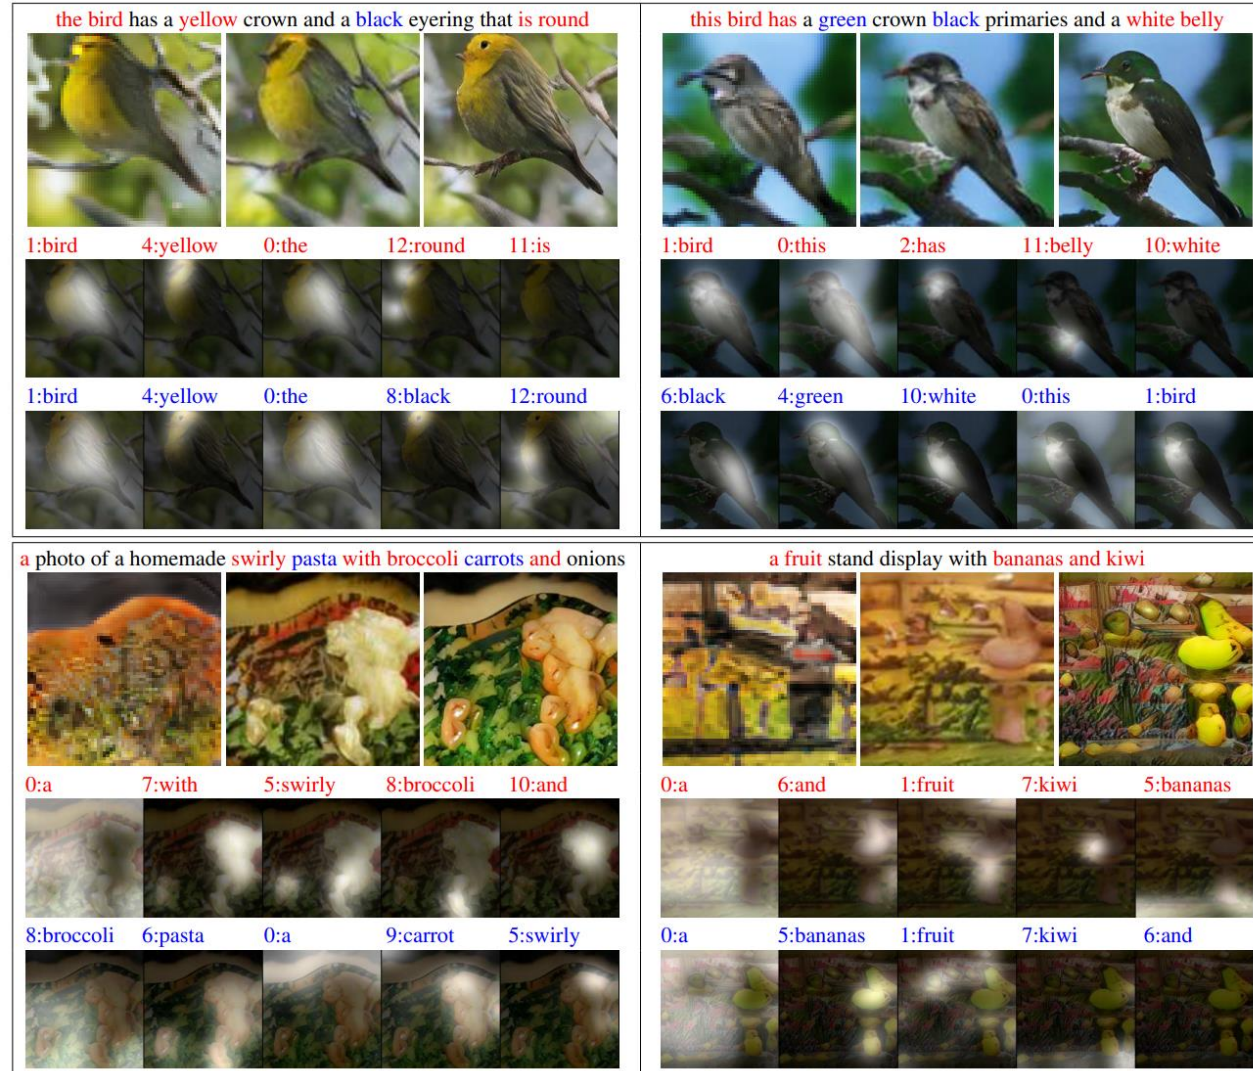 the bird has a yellow crown and a black eyering that is round
1:bird 4:yellow 0:the 12:round 11:is
1:bird 4:yellow 0:the 8:black 12:round
this bird has a green crown black primaries and a white belly
1:bird 0:this 2:has 11:belly 10:white
6:black 4:green 10:white 0:this 1:bird
a photo of a homemade swirly pasta with broccoli carrots and onions
0:a 7:with 5:swirly 8:broccoli 10:and
8:broccoli 6:pasta 0:a 9:carrot 5:swirly
a fruit stand display with bananas and kiwi
0:a 6:and 1:fruit 7:kiwi 5:bananas
0:a 5:bananas 1:fruit 7:kiwi 6:and